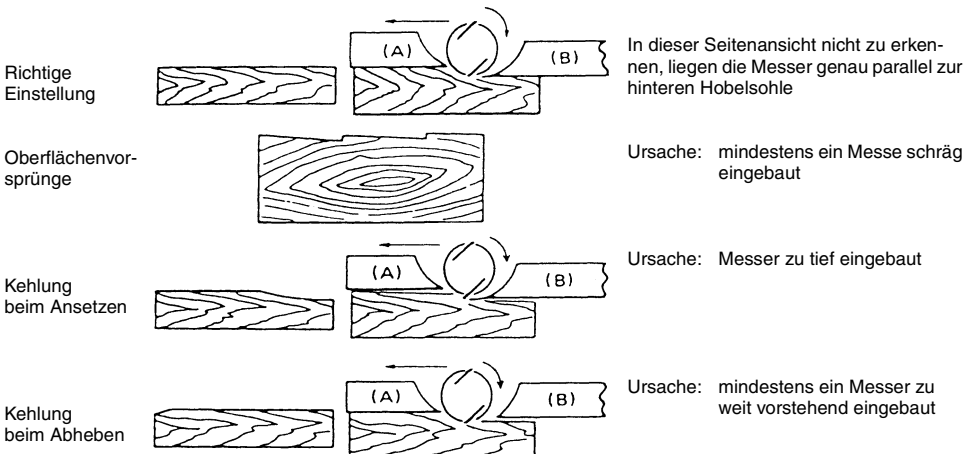 Richtige
Einstellung
(A)
(B)
In dieser Seitenansicht nicht zu erken-
nen, liegen die Messer genau parallel zur
hinteren Hobelsohle
Oberflächenvor-
sprünge
Ursache: mindestens ein Messe schräg
eingebaut
Kehlung
beim Ansetzen
(A)
(B)
Ursache: Messer zu tief eingebaut
Kehlung
beim Abheben
(A)
(B)
Ursache: mindestens ein Messer zu
weit vorstehend eingebaut